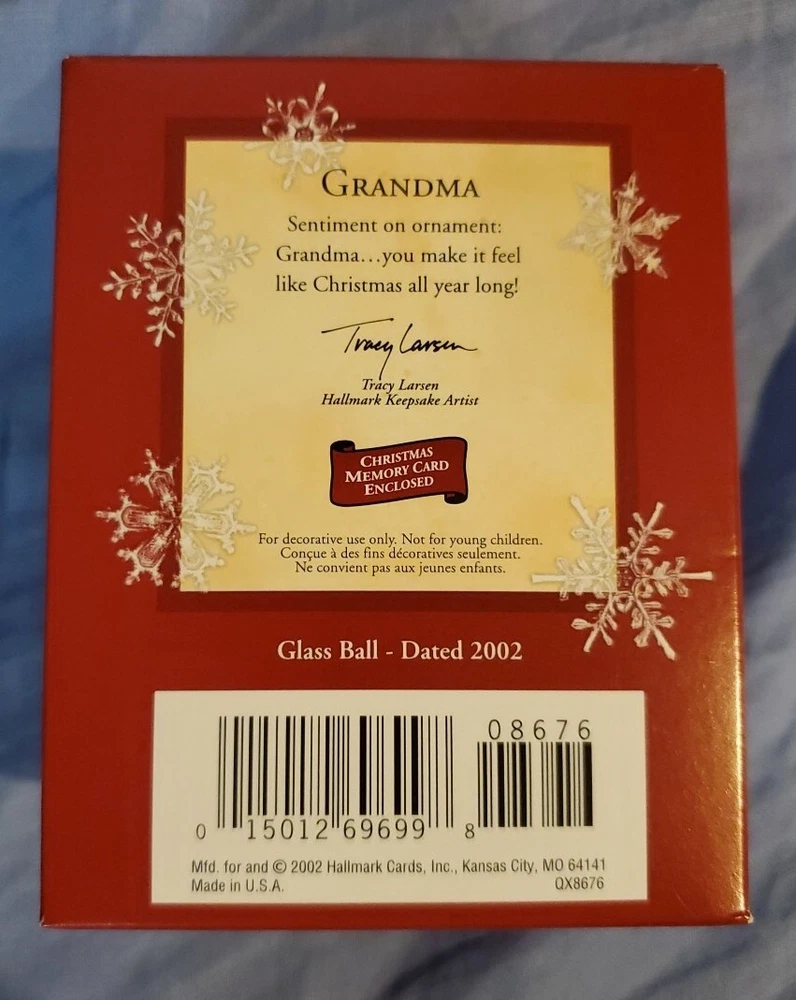 GRANDMA
Sentiment on ornament:
Grandma...you make it feel
like Christmas all year long!
Tracy Larsen
Tracy Larsen
Hallmark Keepsake Artist
CHRISTMAS
MEMORY CARD
ENCLOSED
For decorative use only. Not for young children.
Conçue à des fins décoratives seulement.
Ne convient pas aux jeunes enfants.
Glass Ball - Dated 2002
08676
0 15012 69699 8
Mfd. for and © 2002 Hallmark Cards, Inc., Kansas City, MO 64141
Made in U.S.A. QX8676